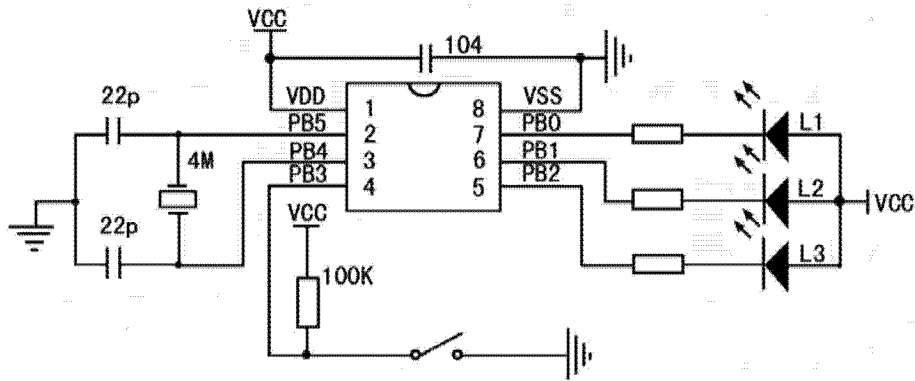 VCC
104
22p
VDD
VSS
1
8
PB5
2
7
PB0
L1
4M
PB4
3
6
PB1
PB3
4
5
PB2
L2
VCC
22p
VCC
L3
100K